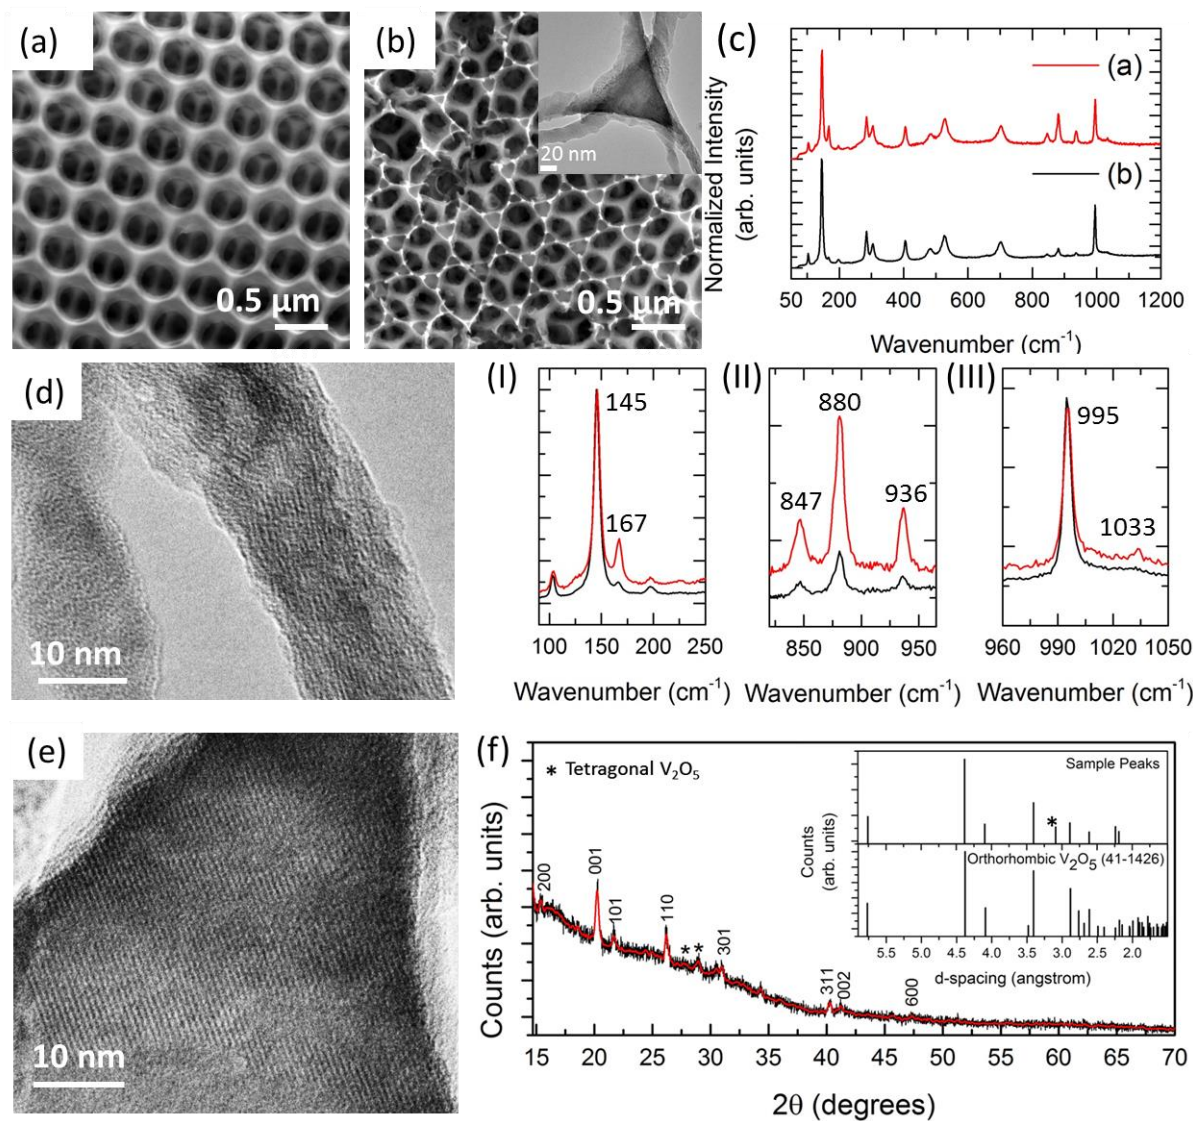 (a)
0.5 μm
(b)
20 nm
0.5 μm
(c)
Normalized Intensity
(arb. units)
(a)
(b)
50 200 400 600 800 1000 1200
Wavenumber (cm⁻¹)
(d)
10 nm
(I)
145
167
100 150 200 250
Wavenumber (cm⁻¹)
(II)
880
847
936
850 900 950
Wavenumber (cm⁻¹)
(III)
995
1033
960 990 1020 1050
Wavenumber (cm⁻¹)
(e)
10 nm
(f)
* Tetragonal V₂O₅
Counts (arb. units)
200
001
101
110
*
*
301
311
002
600
15 20 25 30 35 40 45 50 55 60 65 70
2θ (degrees)
Sample Peaks
*
Counts
(arb. units)
Orthorhombic V₂O₅ (41-1426)
5.5 5.0 4.5 4.0 3.5 3.0 2.5 2.0 1.5
d-spacing (angstrom)